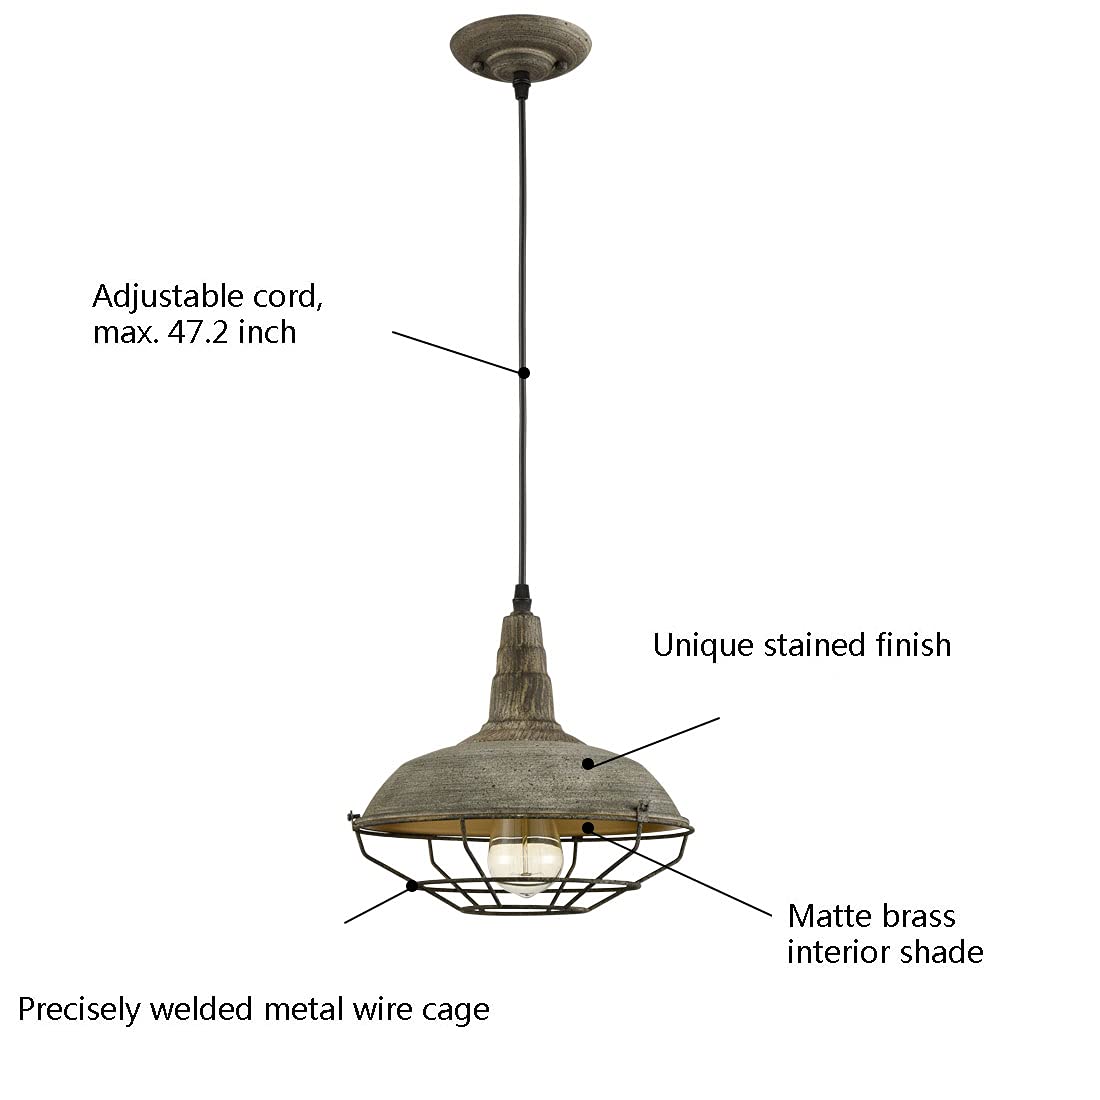 Adjustable cord,
max. 47.2 inch
Unique stained finish
Matte brass
interior shade
Precisely welded metal wire cage